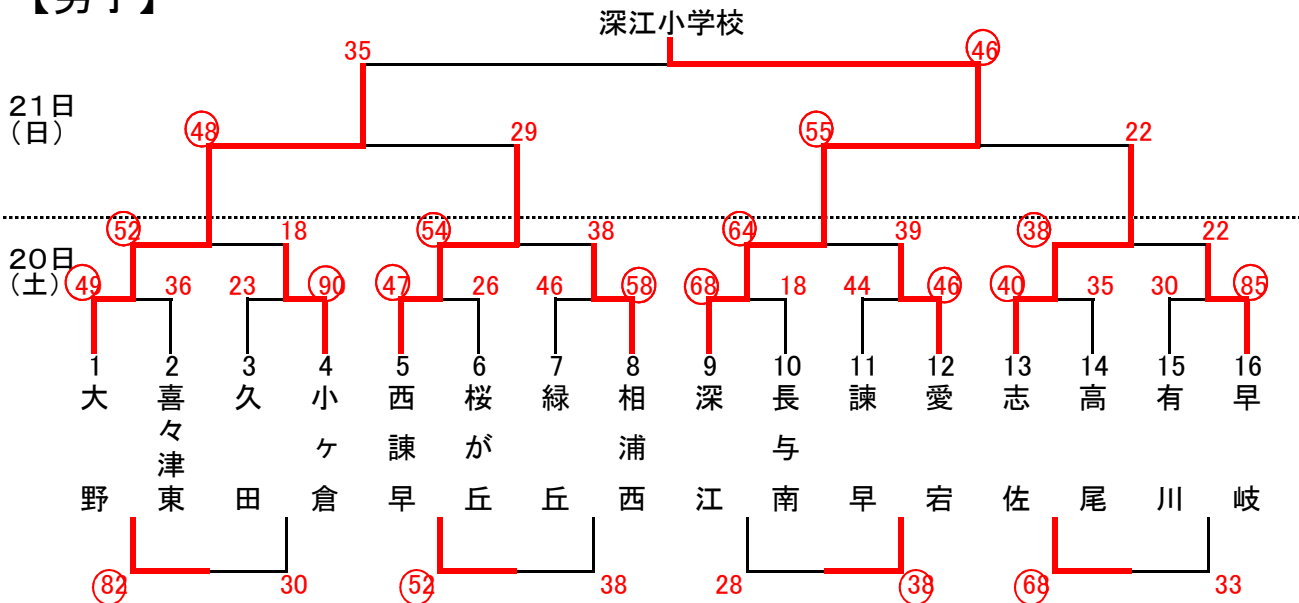 【男子】
深江小学校
35 46
21日
（日）
48 29 55 22
52 18 54 38 64 39 38 22
20日
（土）
49 36 23 90 47 26 46 58 68 18 44 46 40 35 30 85
1 2 3 4 5 6 7 8 9 10 11 12 13 14 15 16
大野
喜々津東
久田
小ヶ倉
西諌早
桜が丘
緑丘
相浦西
深江
長与南
諫早
愛宕
志佐
高尾
有川
早岐
82 30 52 38 28 38 68 33